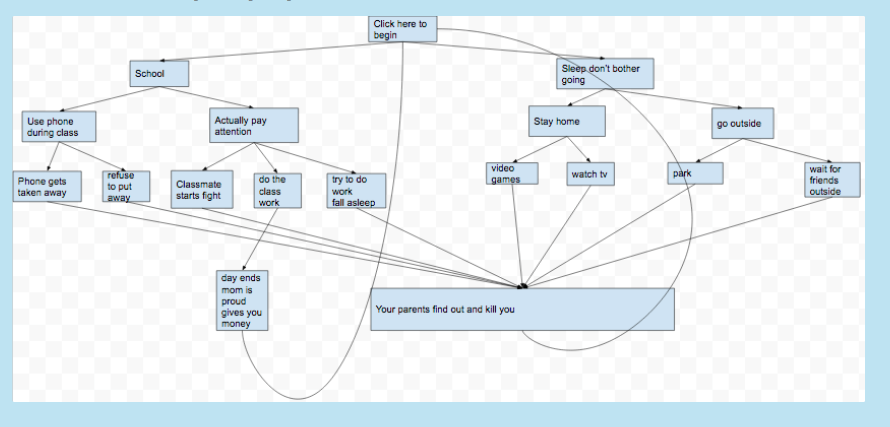 Click here to
begin
School
Sleep don't bother
going
Use phone
during class
Actually pay
attention
Stay home
go outside
Phone gets
taken away
refuse
to put
away
Classmate
starts fight
do the
class
work
try to do
work
fall asleep
video
games
watch tv
park
wait for
friends
outside
day ends
mom is
proud
gives you
money
Your parents find out and kill you